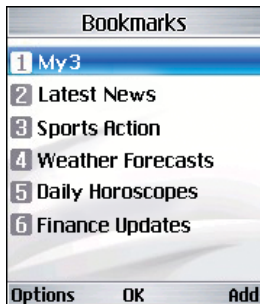 Bookmarks
1 My3
2 Latest News
3 Sports Action
4 Weather Forecasts
5 Daily Horoscopes
6 Finance Updates
Options OK Add